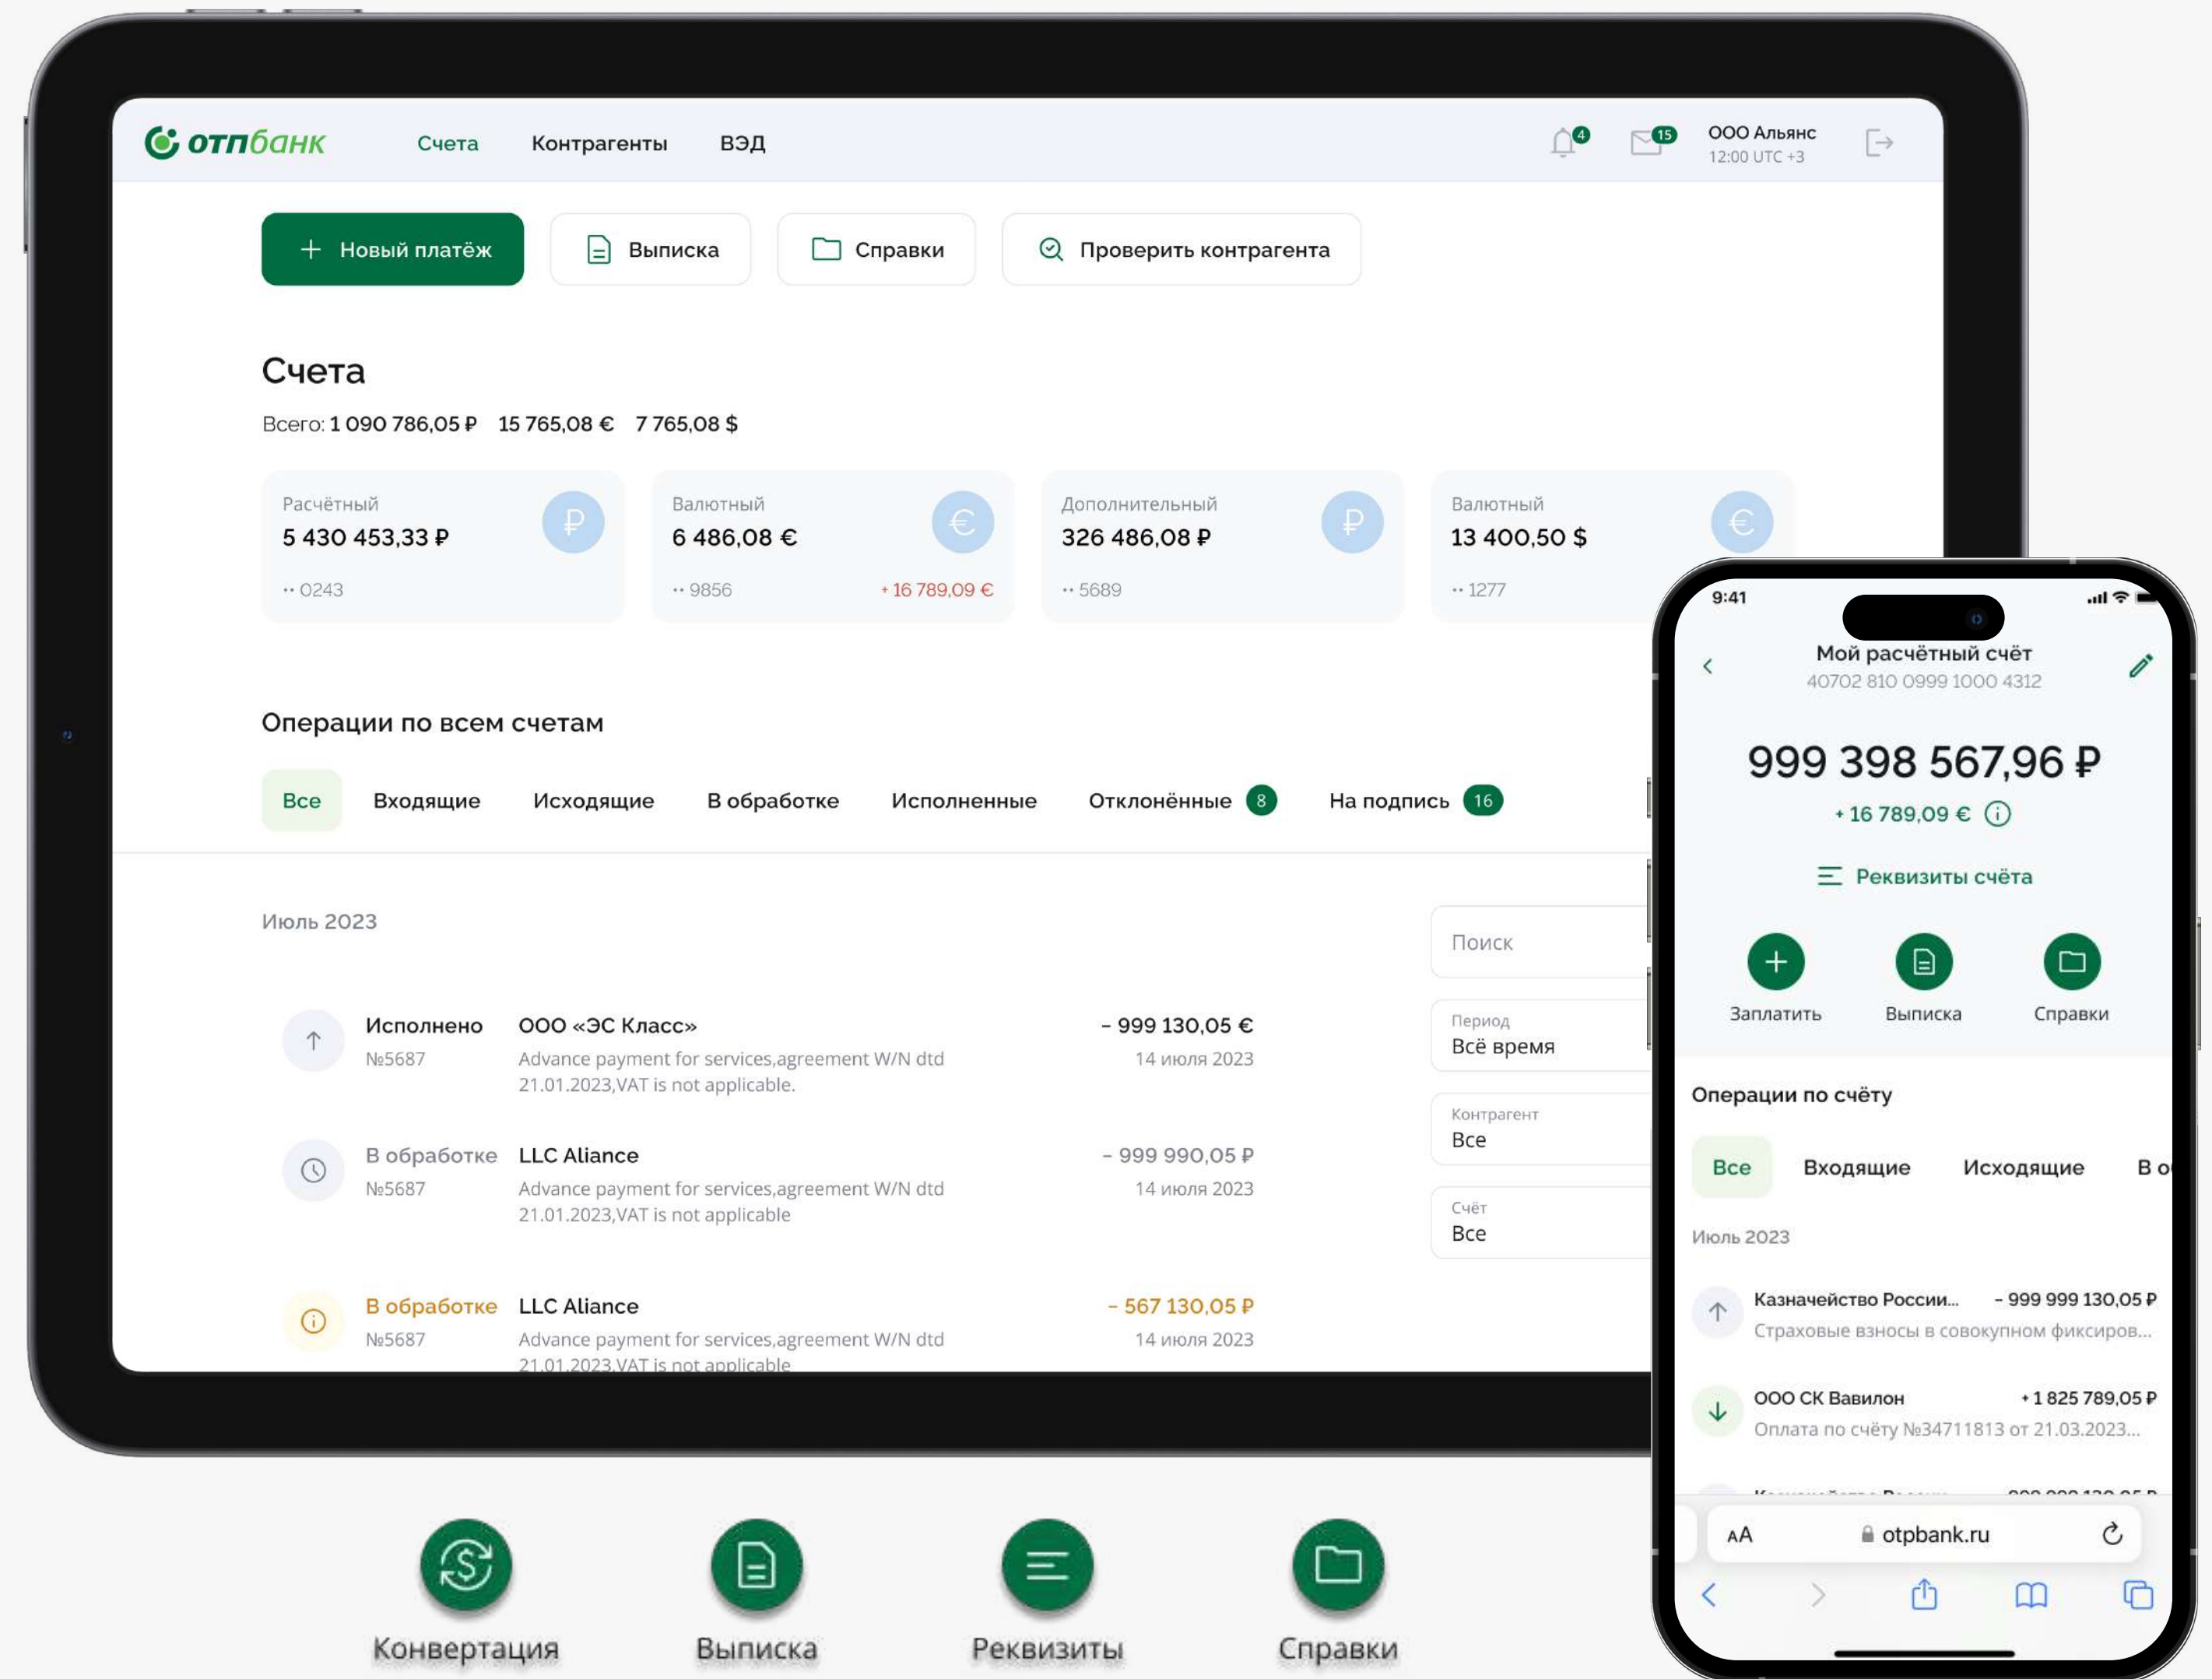 отпбанк Счета Контрагенты ВЭД 4 15 ООО Альянс
12:00 UTC +3
+ Новый платёж Выписка Справки Проверить контрагента
Счета
Всего: 1 090 786,05 ₽ 15 765,08 € 7 765,08 $
Расчётный
5 430 453,33 ₽
₽
•• 0243
Валютный
6 486,08 €
€
•• 9856 + 16 789,09 €
Дополнительный
326 486,08 ₽
₽
•• 5689
Валютный
13 400,50 $
€
•• 1277
Операции по всем счетам
Все Входящие Исходящие В обработке Исполненные Отклонённые 8 На подпись 16
Июль 2023
Исполнено ООО «ЭС Класс» – 999 130,05 €
№5687 Advance payment for services,agreement W/N dtd 14 июля 2023
21.01.2023,VAT is not applicable.
В обработке LLC Aliance – 999 990,05 ₽
№5687 Advance payment for services,agreement W/N dtd 14 июля 2023
21.01.2023,VAT is not applicable
В обработке LLC Aliance – 567 130,05 ₽
№5687 Advance payment for services,agreement W/N dtd 14 июля 2023
21.01.2023,VAT is not applicable
Поиск
Период
Всё время
Контрагент
Все
Счёт
Все
9:41
Мой расчётный счёт
40702 810 0999 1000 4312
999 398 567,96 ₽
+ 16 789,09 €
Реквизиты счёта
Заплатить Выписка Справки
Операции по счёту
Все Входящие Исходящие В о
Июль 2023
Казначейство России... – 999 999 130,05 ₽
Страховые взносы в совокупном фиксиров...
ООО СК Вавилон + 1 825 789,05 ₽
Оплата по счёту №34711813 от 21.03.2023...
AA otpbank.ru
Конвертация Выписка Реквизиты Справки